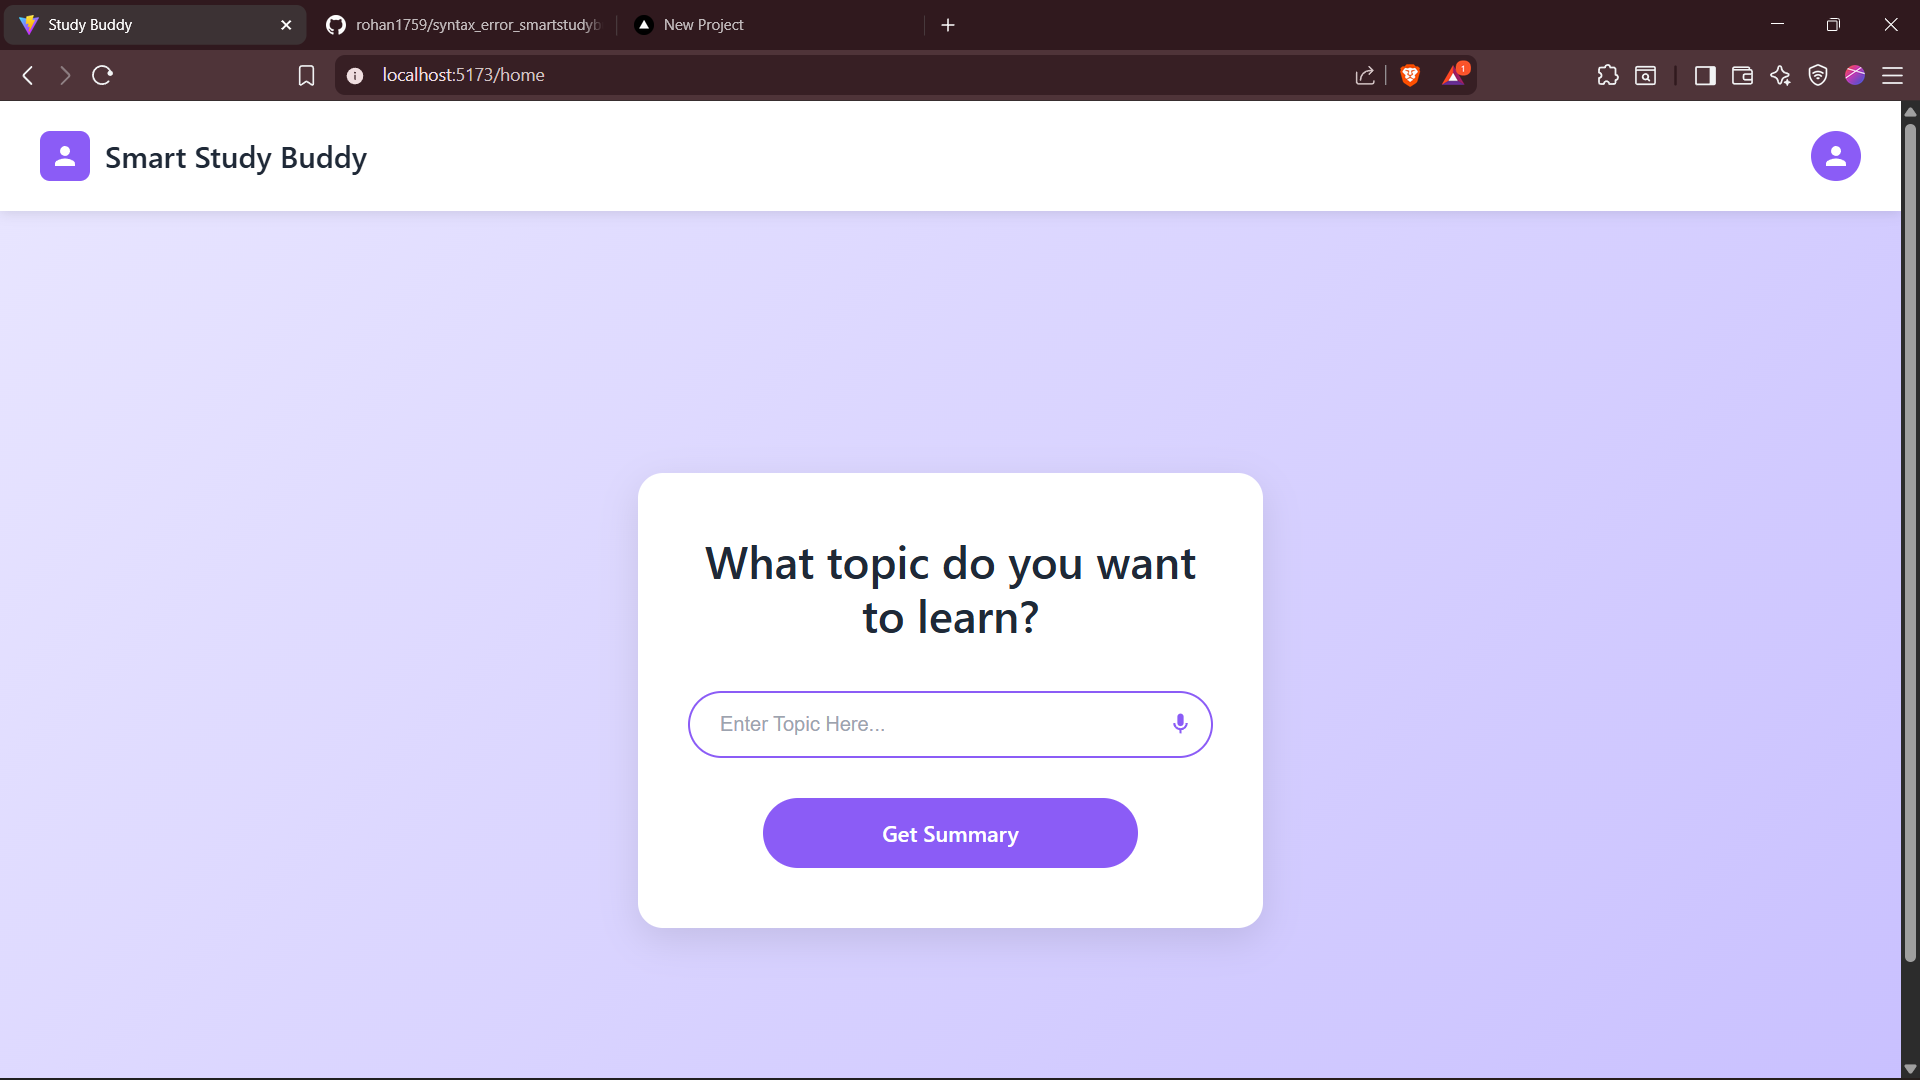 Study Buddy
rohan1759/syntax_error_smartstudyb
New Project
localhost:5173/home
1
Smart Study Buddy
What topic do you want
to learn?
Enter Topic Here...
Get Summary